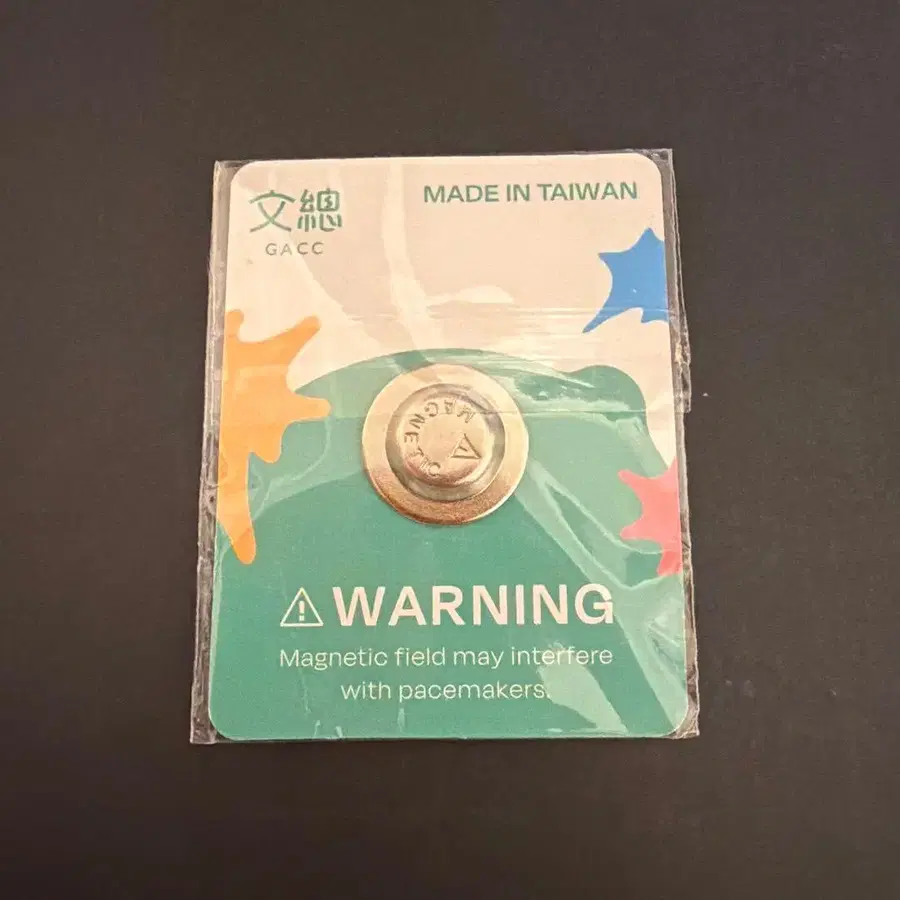 文總
GACC
MADE IN TAIWAN
MAGNETIC
WARNING
Magnetic field may interfere
with pacemakers.